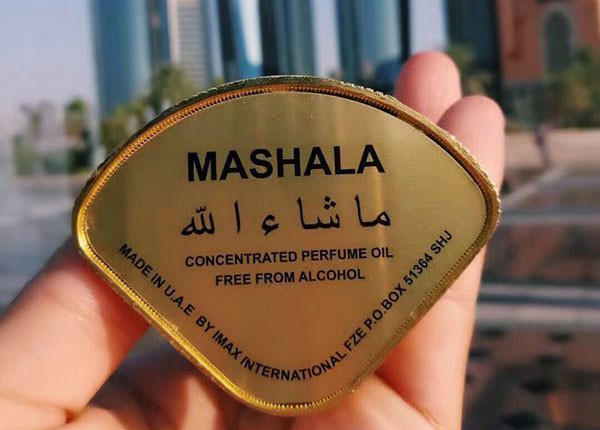 MASHALA
ما شاء الله
CONCENTRATED PERFUME OIL
FREE FROM ALCOHOL
MADE IN U.A.E BY IMAX INTERNATIONAL FZE P.O.BOX 51364 SHJ